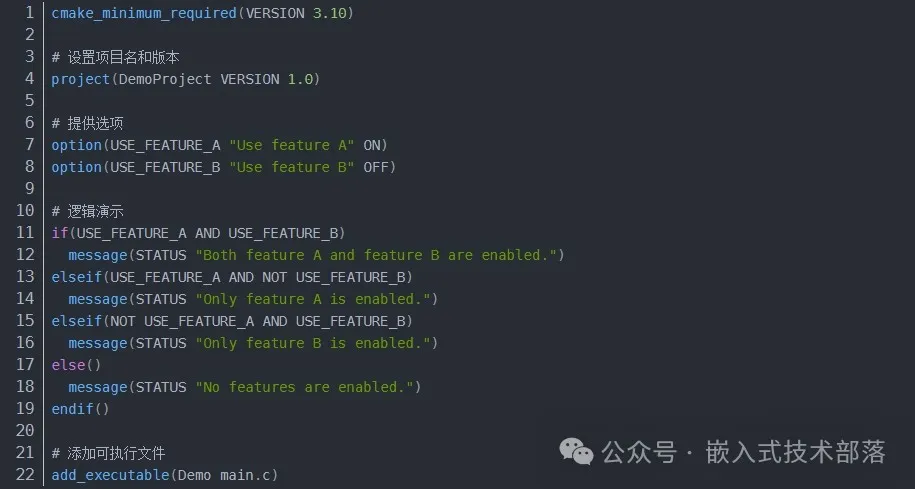 1 cmake_minimum_required(VERSION 3.10)
2
3 # 设置项目名和版本
4 project(DemoProject VERSION 1.0)
5
6 # 提供选项
7 option(USE_FEATURE_A "Use feature A" ON)
8 option(USE_FEATURE_B "Use feature B" OFF)
9
10 # 逻辑演示
11 if(USE_FEATURE_A AND USE_FEATURE_B)
12   message(STATUS "Both feature A and feature B are enabled.")
13 elseif(USE_FEATURE_A AND NOT USE_FEATURE_B)
14   message(STATUS "Only feature A is enabled.")
15 elseif(NOT USE_FEATURE_A AND USE_FEATURE_B)
16   message(STATUS "Only feature B is enabled.")
17 else()
18   message(STATUS "No features are enabled.")
19 endif()
20
21 # 添加可执行文件
22 add_executable(Demo main.c)
公众号 · 嵌入式技术部落